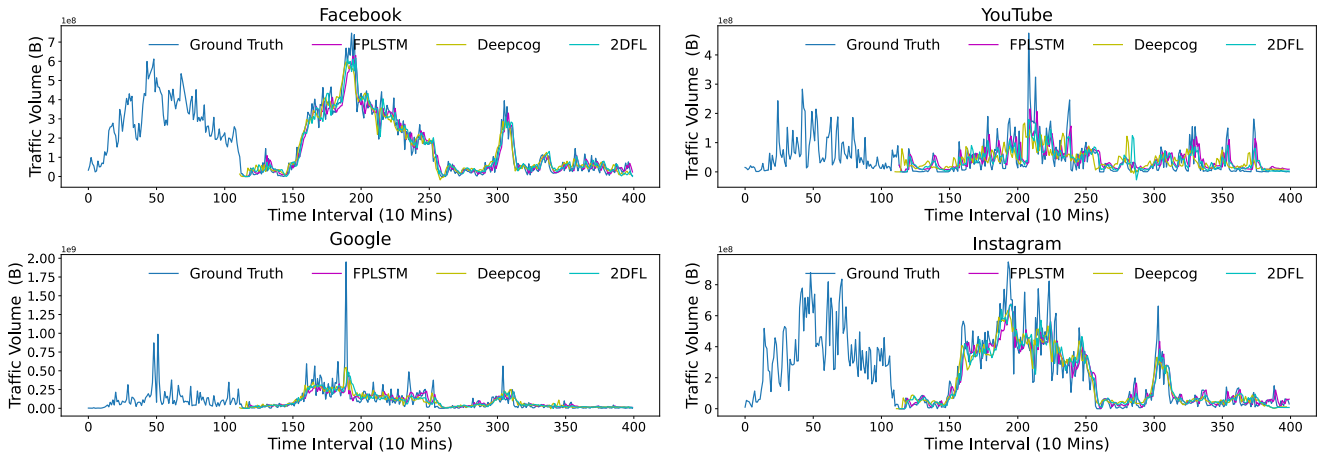 Facebook
1e8
Ground Truth FPLSTM Deepcog 2DFL
Traffic Volume (B)
7
6
5
4
3
2
1
0
0 50 100 150 200 250 300 350 400
Time Interval (10 Mins)
YouTube
1e8
Ground Truth FPLSTM Deepcog 2DFL
Traffic Volume (B)
4
3
2
1
0
0 50 100 150 200 250 300 350 400
Time Interval (10 Mins)
Google
1e9
Ground Truth FPLSTM Deepcog 2DFL
Traffic Volume (B)
2.00
1.75
1.50
1.25
1.00
0.75
0.50
0.25
0.00
0 50 100 150 200 250 300 350 400
Time Interval (10 Mins)
Instagram
1e8
Ground Truth FPLSTM Deepcog 2DFL
Traffic Volume (B)
8
6
4
2
0
0 50 100 150 200 250 300 350 400
Time Interval (10 Mins)